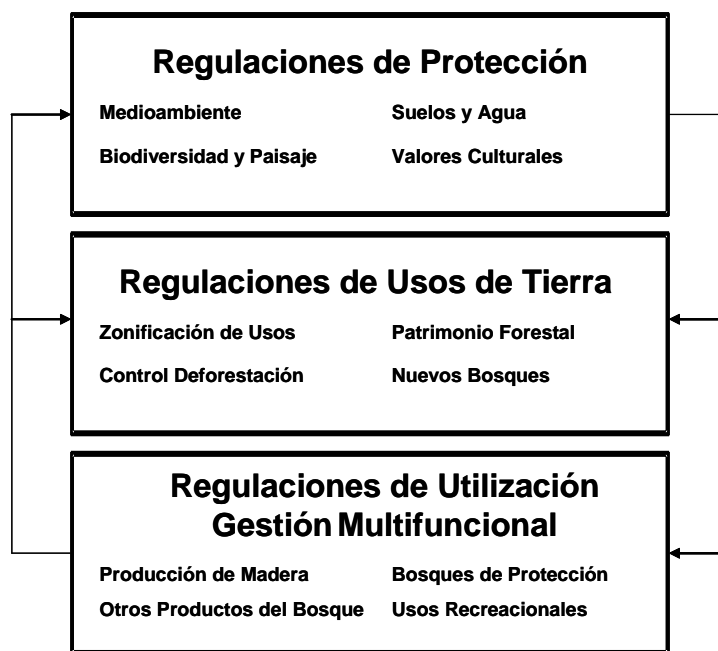 Regulaciones de Protección
Medioambiente Suelos y Agua
Biodiversidad y Paisaje Valores Culturales
Regulaciones de Usos de Tierra
Zonificación de Usos Patrimonio Forestal
Control Deforestación Nuevos Bosques
Regulaciones de Utilización
Gestión Multifuncional
Producción de Madera Bosques de Protección
Otros Productos del Bosque Usos Recreacionales